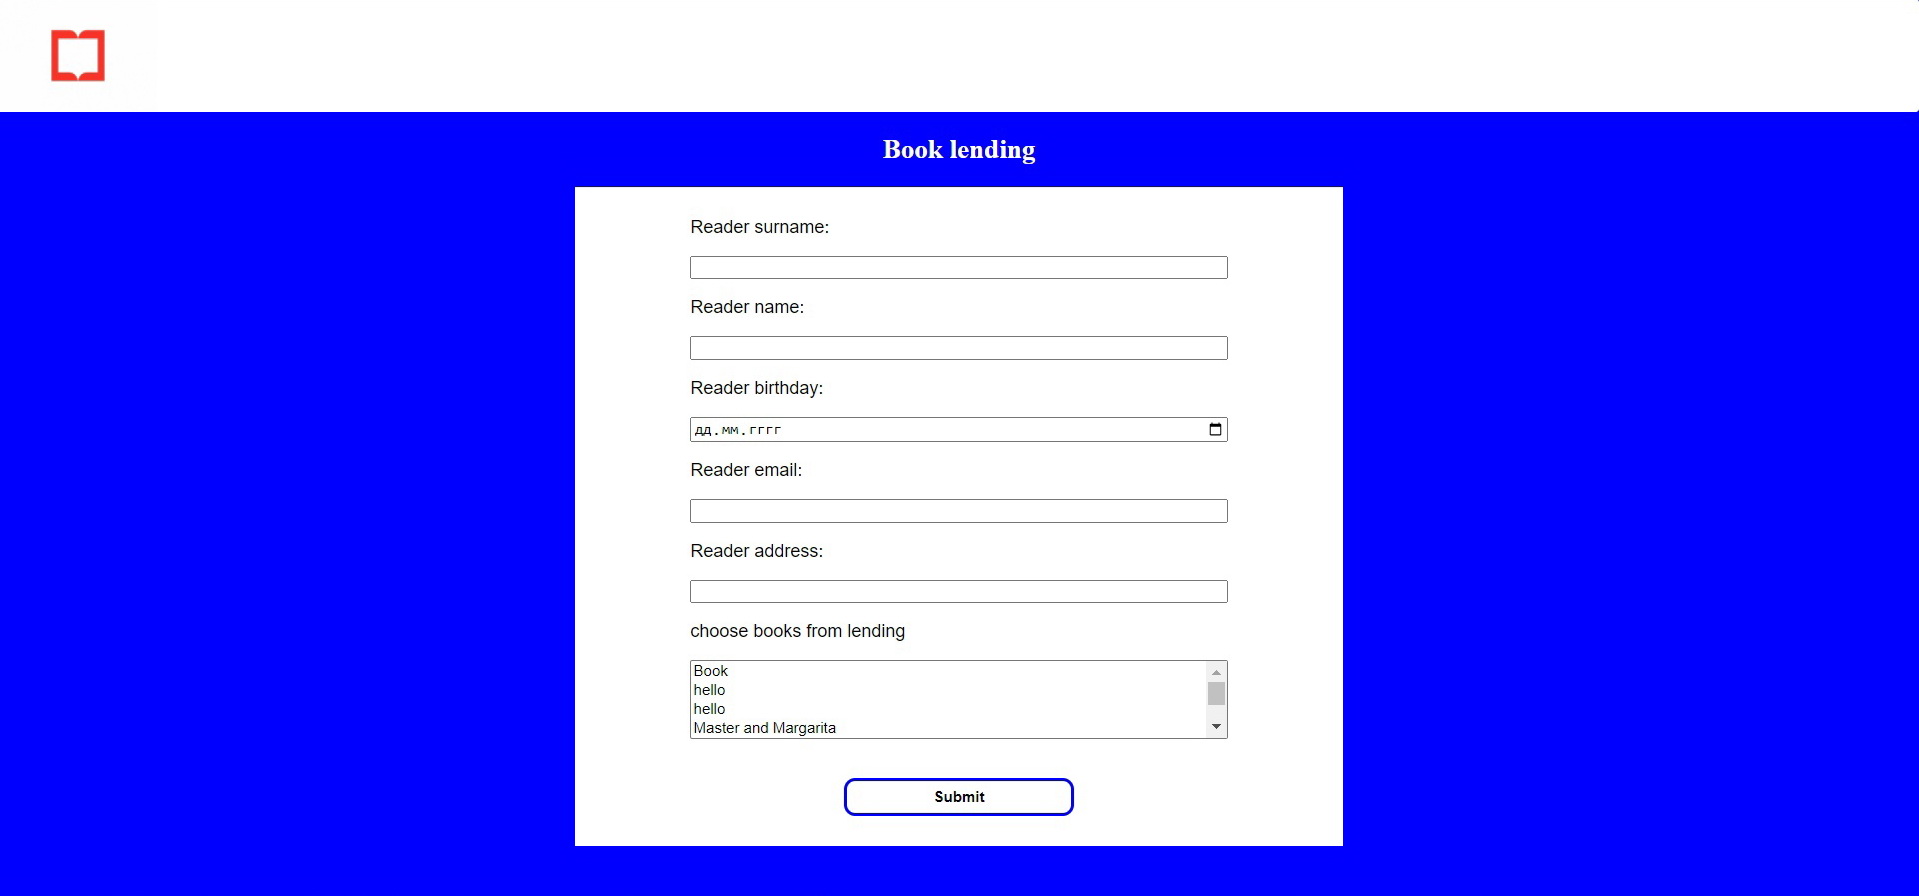 Book lending
Reader surname:
Reader name:
Reader birthday:
дд.мм.гггг
Reader email:
Reader address:
choose books from lending
Book
hello
hello
Master and Margarita
Submit